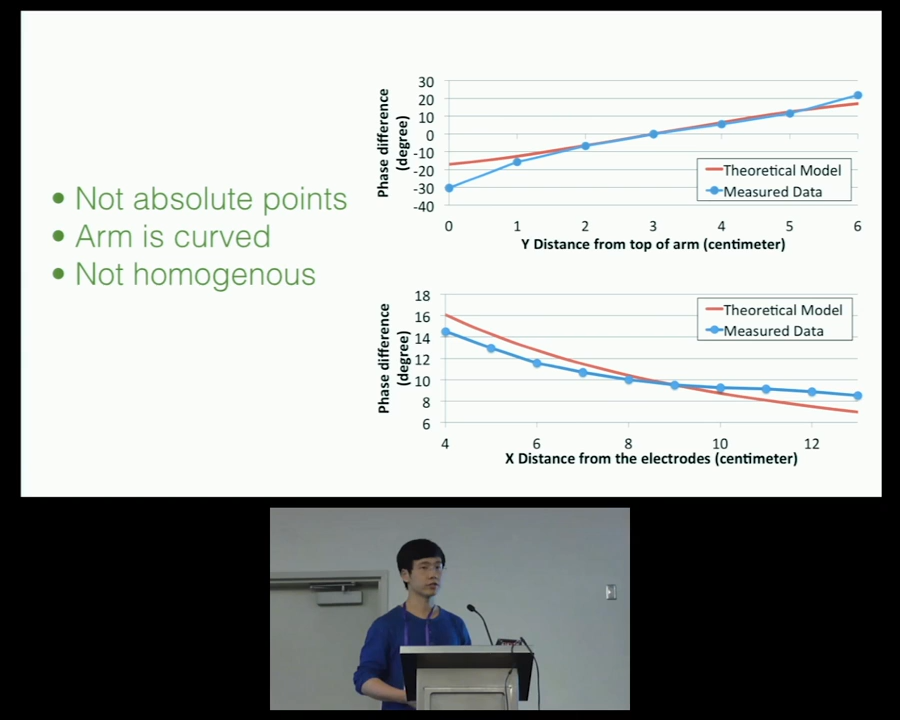 • Not absolute points
• Arm is curved
• Not homogenous
Phase difference
(degree)
30
20
10
0
-10
-20
-30
-40
Theoretical Model
Measured Data
0 1 2 3 4 5 6
Y Distance from top of arm (centimeter)
Phase difference
(degree)
18
16
14
12
10
8
6
Theoretical Model
Measured Data
4 6 8 10 12
X Distance from the electrodes (centimeter)